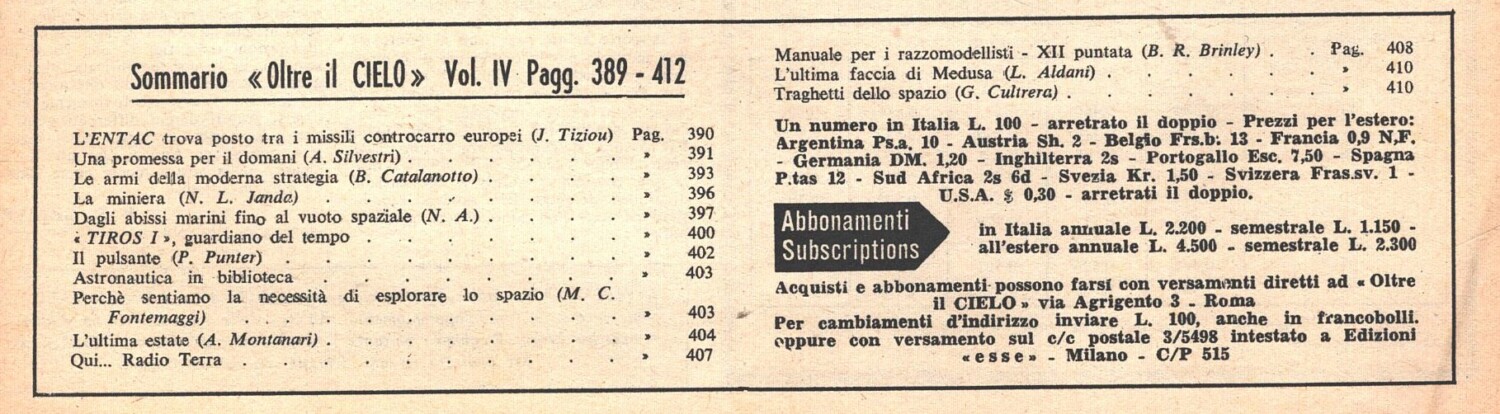 Sommario «Oltre il CIELO» Vol. IV Pagg. 389 - 412
L'ENTAC trova posto tra i missili controcarro europei (J. Tiziou) Pag. 390
Una promessa per il domani (A. Silvestri) . . . . . . » 391
Le armi della moderna strategia (B. Catalanotto) . . . . » 393
La miniera (N. L. Janda) . . . . . . . . » 396
Dagli abissi marini fino al vuoto spaziale (N. A.) . . . . » 397
« TIROS I », guardiano del tempo . . . . . . . » 400
Il pulsante (P. Punter) . . . . . . . . . » 402
Astronautica in biblioteca . . . . . . . . » 403
Perchè sentiamo la necessità di esplorare lo spazio (M. C.
Fontemaggi) . . . . . . . . . . » 403
L'ultima estate (A. Montanari) . . . . . . . . » 404
Qui... Radio Terra . . . . . . . . . . » 407
Manuale per i razzomodellisti - XII puntata (B. R. Brinley) . . Pag. 408
L'ultima faccia di Medusa (L. Aldani) . . . . . . » 410
Traghetti dello spazio (G. Cultrera) . . . . . . . » 410
Un numero in Italia L. 100 - arretrato il doppio - Prezzi per l'estero:
Argentina Ps.a. 10 - Austria Sh. 2 - Belgio Frs.b. 13 - Francia 0,9 N.F.
- Germania DM. 1,20 - Inghilterra 2s - Portogallo Esc. 7,50 - Spagna
P.tas 12 - Sud Africa 2s 6d - Svezia Kr. 1,50 - Svizzera Fras.sv. 1 -
U.S.A. $ 0,30 - arretrati il doppio.
Abbonamenti
Subscriptions
in Italia annuale L. 2.200 - semestrale L. 1.150 -
all'estero annuale L. 4.500 - semestrale L. 2.300
Acquisti e abbonamenti possono farsi con versamenti diretti ad « Oltre
il CIELO » via Agrigento 3 - Roma
Per cambiamenti d'indirizzo inviare L. 100, anche in francobolli.
oppure con versamento sul c/c postale 3/5498 intestato a Edizioni
«esse» - Milano - C/P 515